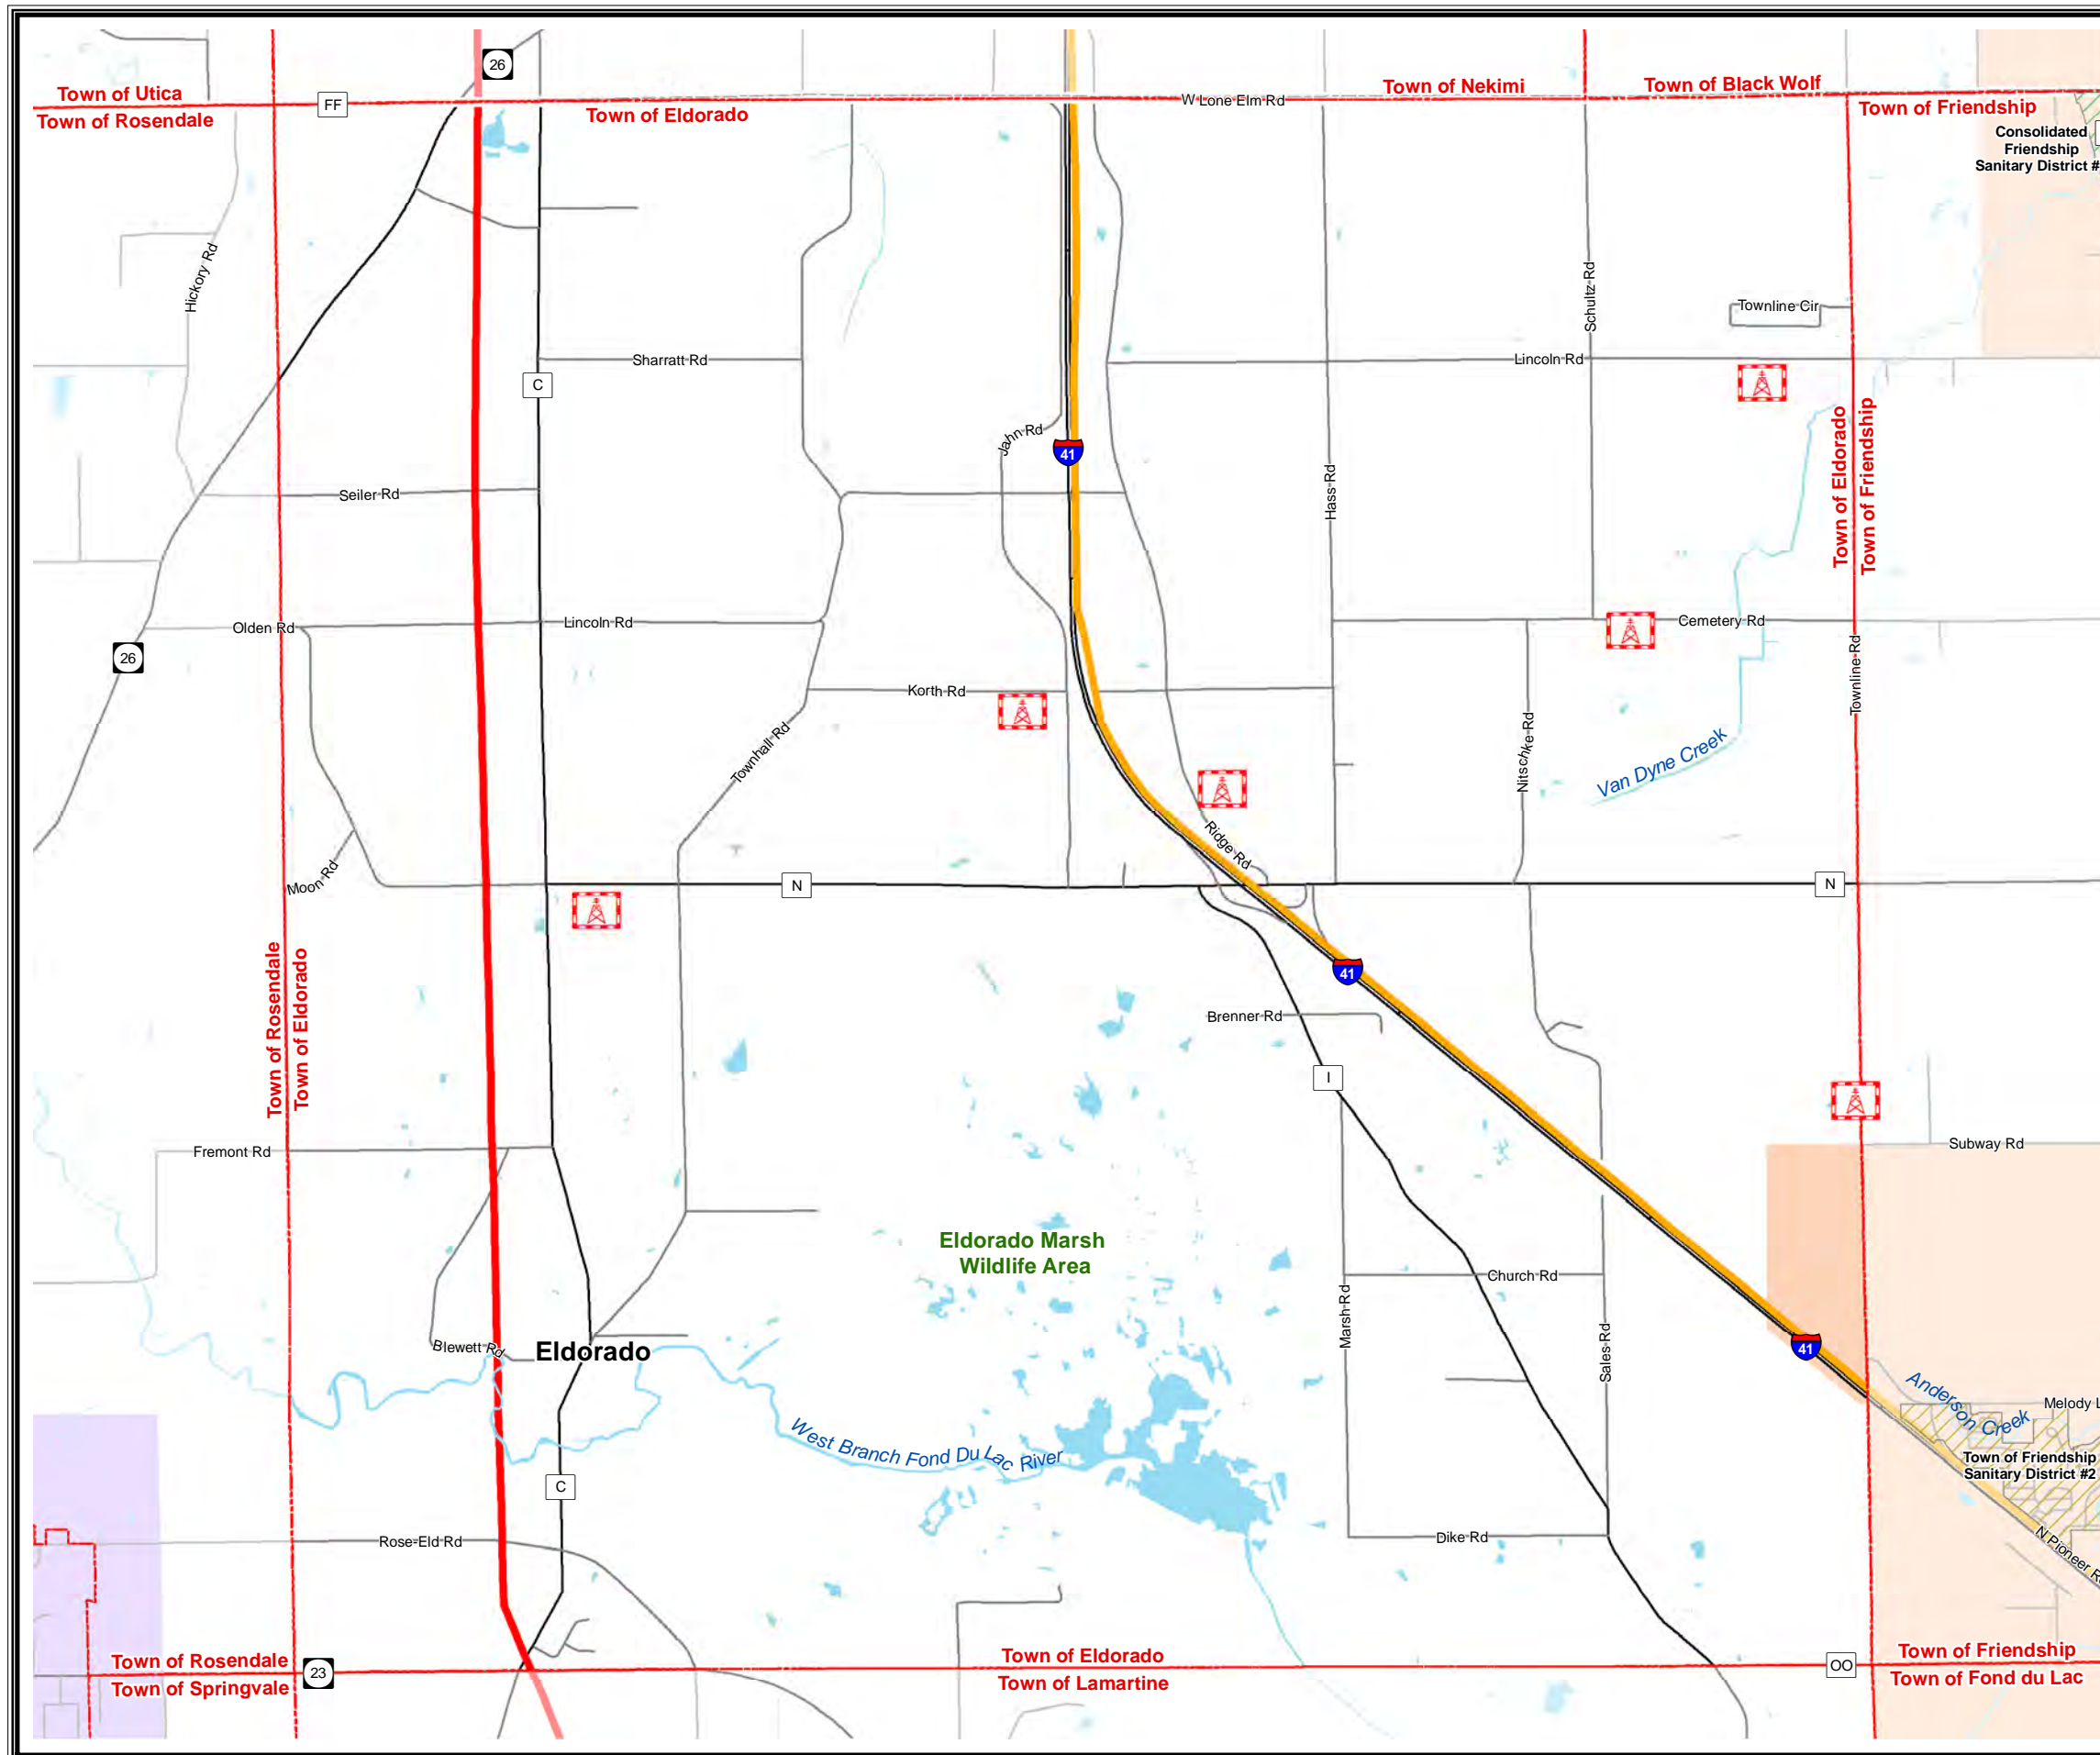 26
Town of Utica
Town of Rosendale
FF
Town of Eldorado
W Lone Elm Rd
Town of Nekimi
Town of Black Wolf
Town of Friendship
Consolidated
Friendship
Sanitary District #
Hickory Rd
Schultz Rd
Townline Cir
Sharratt Rd
Lincoln Rd
C
Jahn Rd
41
Hass Rd
Town of Eldorado
Town of Friendship
Seiler Rd
Olden Rd
Lincoln Rd
Cemetery Rd
26
Townline Rd
Korth Rd
Townhall Rd
Nitschke Rd
Van Dyne Creek
Ridge Rd
Moon Rd
N
N
Town of Rosendale
Town of Eldorado
41
Brenner Rd
I
Fremont Rd
Subway Rd
Eldorado Marsh
Wildlife Area
Church Rd
Marsh Rd
Sales Rd
Blewett Rd
Eldorado
41
Anderson Creek
Melody L
West Branch Fond Du Lac River
Town of Friendship
Sanitary District #2
C
Rose-Eld Rd
Dike Rd
N Pioneer R
Town of Rosendale
Town of Springvale
23
Town of Eldorado
Town of Lamartine
OO
Town of Friendship
Town of Fond du Lac